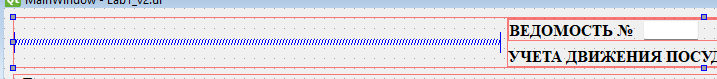 MainWindow - Lab1_v2.ui
ВЕДОМОСТЬ №
УЧЕТА ДВИЖЕНИЯ ПОСУД